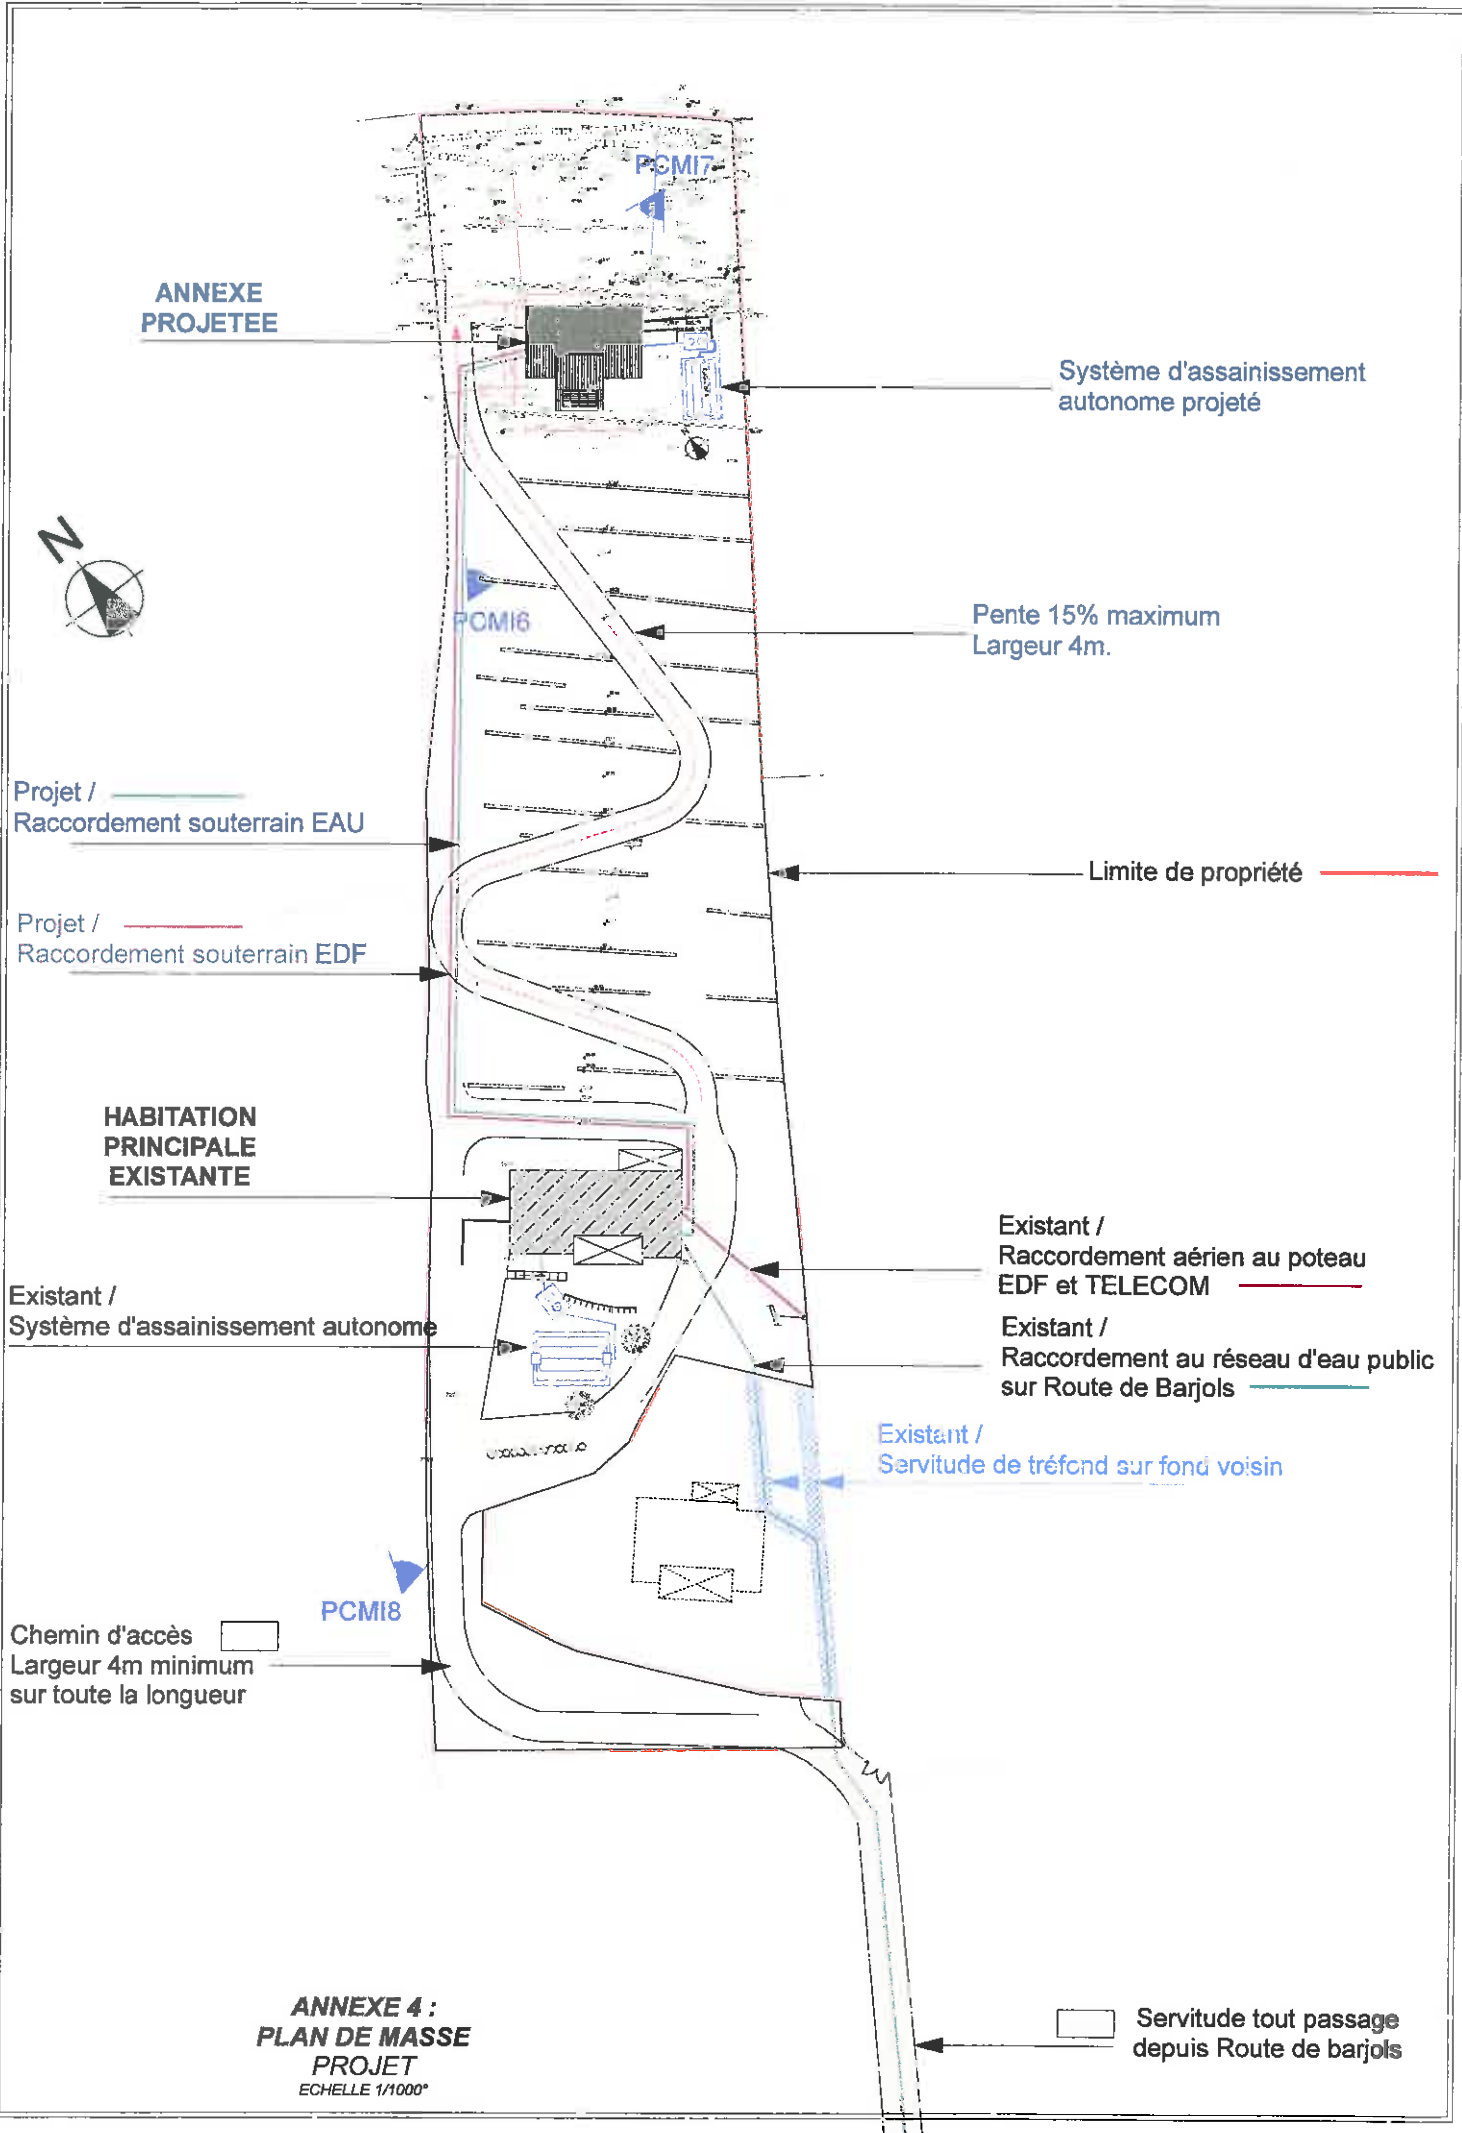 PCMI7
ANNEXE
PROJETEE
Système d'assainissement
autonome projeté
N
PCMI6
Pente 15% maximum
Largeur 4m.
Projet /
Raccordement souterrain EAU
Limite de propriété
Projet /
Raccordement souterrain EDF
HABITATION
PRINCIPALE
EXISTANTE
Existant /
Raccordement aérien au poteau
EDF et TELECOM
Existant /
Système d'assainissement autonome
Existant /
Raccordement au réseau d'eau public
sur Route de Barjols
Existant /
Servitude de tréfond sur fond voisin
PCMI8
Chemin d'accès
Largeur 4m minimum
sur toute la longueur
ANNEXE 4 :
PLAN DE MASSE
PROJET
ECHELLE 1/1000°
Servitude tout passage
depuis Route de barjols